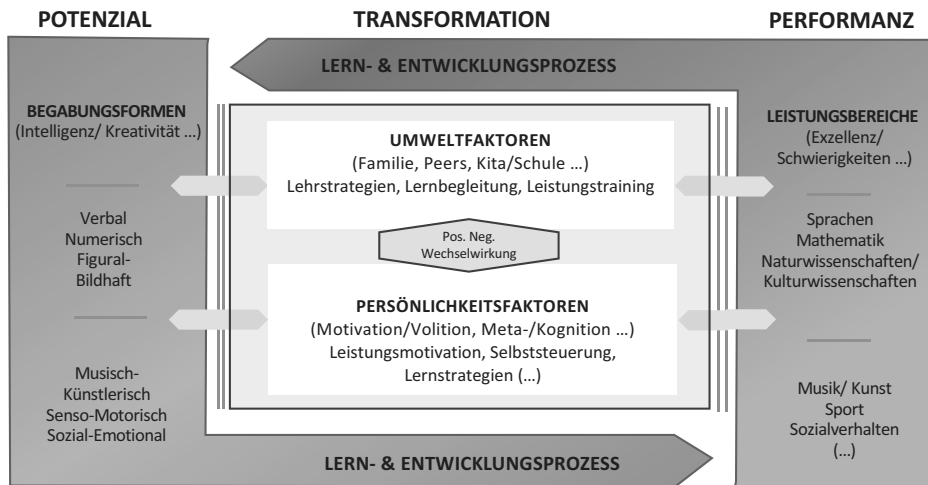 POTENZIAL
TRANSFORMATION
PERFORMANZ
LERN- & ENTWICKLUNGSPROZESS
BEGABUNGSFORMEN
(Intelligenz/ Kreativität ...)
Verbal
Numerisch
Figural-
Bildhaft
Musisch-
Künstlerisch
Senso-Motorisch
Sozial-Emotional
UMWELTFAKTOREN
(Familie, Peers, Kita/Schule ...)
Lehrstrategien, Lernbegleitung, Leistungstraining
Pos. Neg.
Wechselwirkung
PERSÖNLICHKEITSFAKTOREN
(Motivation/Volition, Meta-/Kognition ...)
Leistungsmotivation, Selbststeuerung,
Lernstrategien (...)
LEISTUNGSBEREICHE
(Exzellenz/
Schwierigkeiten ...)
Sprachen
Mathematik
Naturwissenschaften/
Kulturwissenschaften
Musik/ Kunst
Sport
Sozialverhalten
(...)
LERN- & ENTWICKLUNGSPROZESS